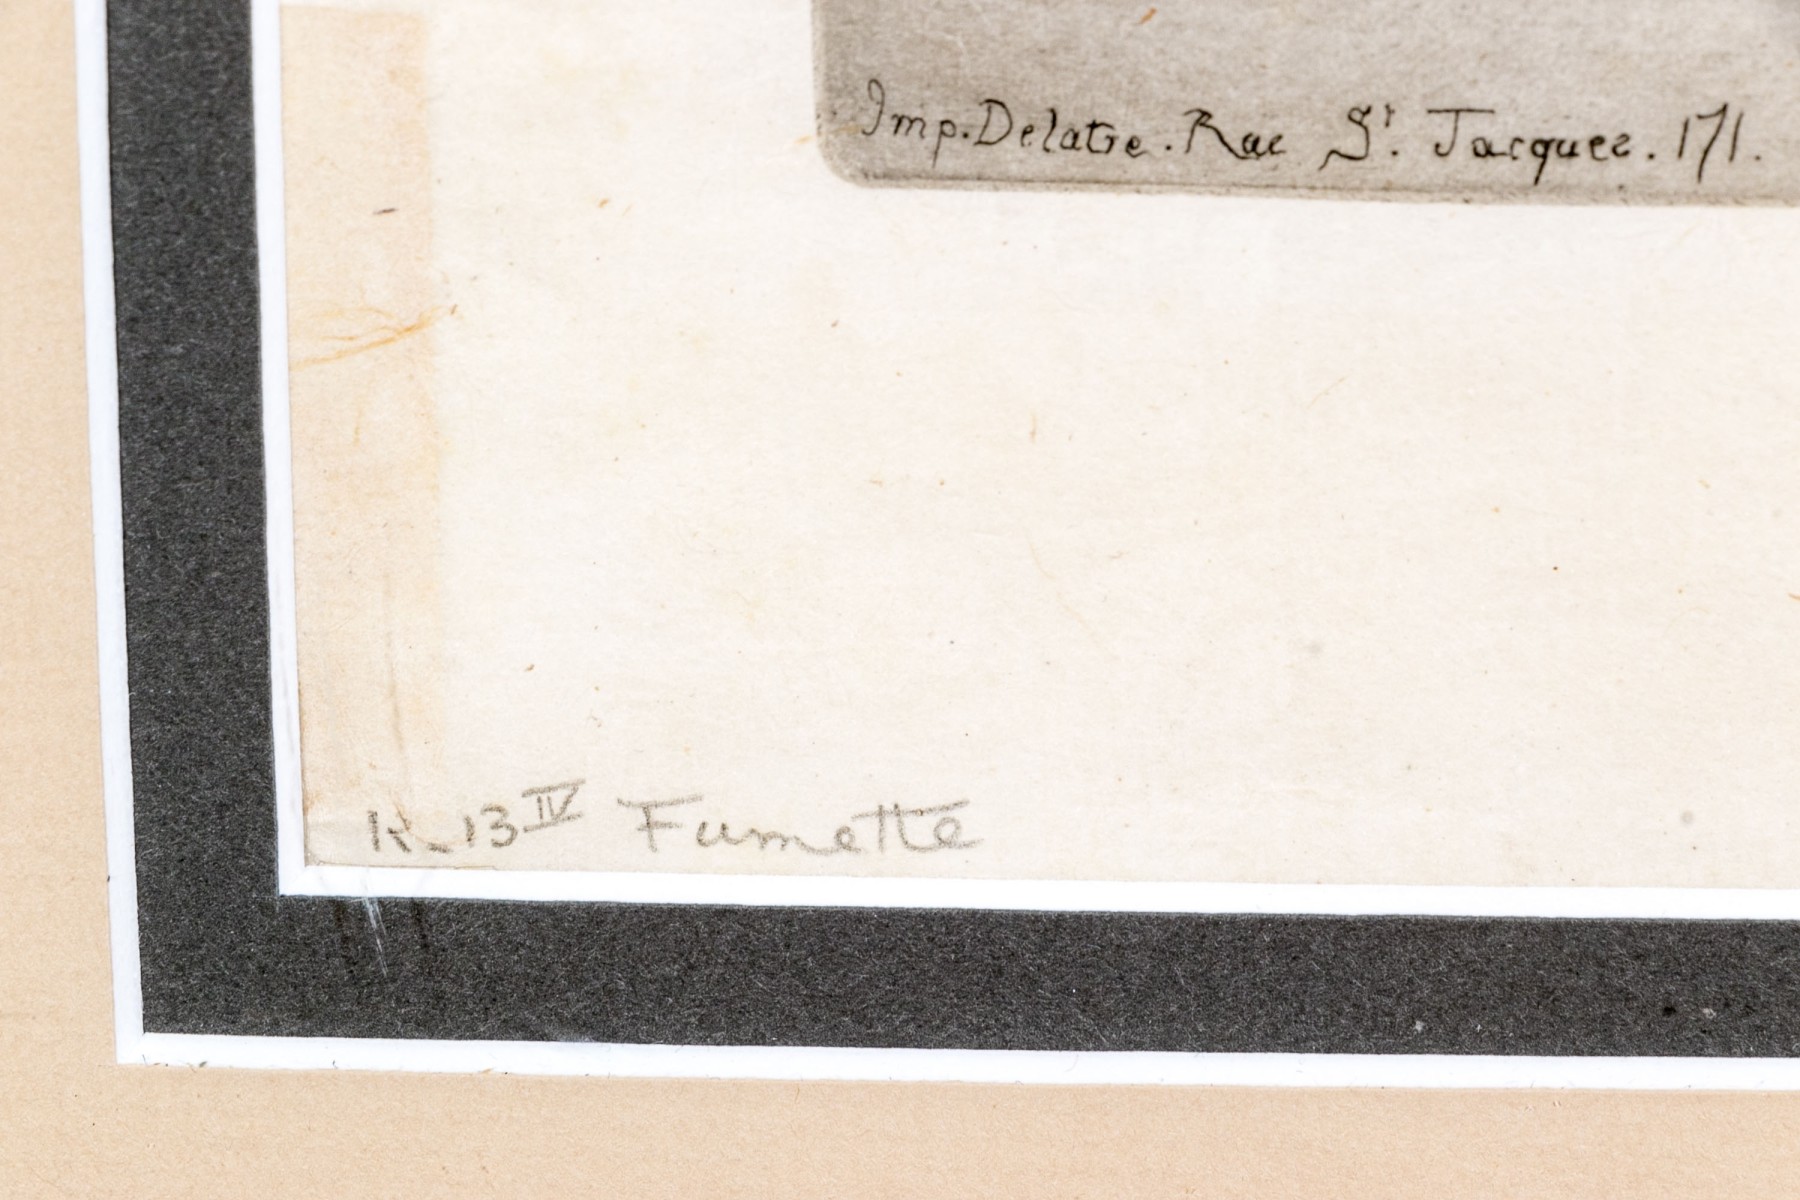 Imp. Delatre. Rue St. Jacques. 171.
K. 13 IV Fumette